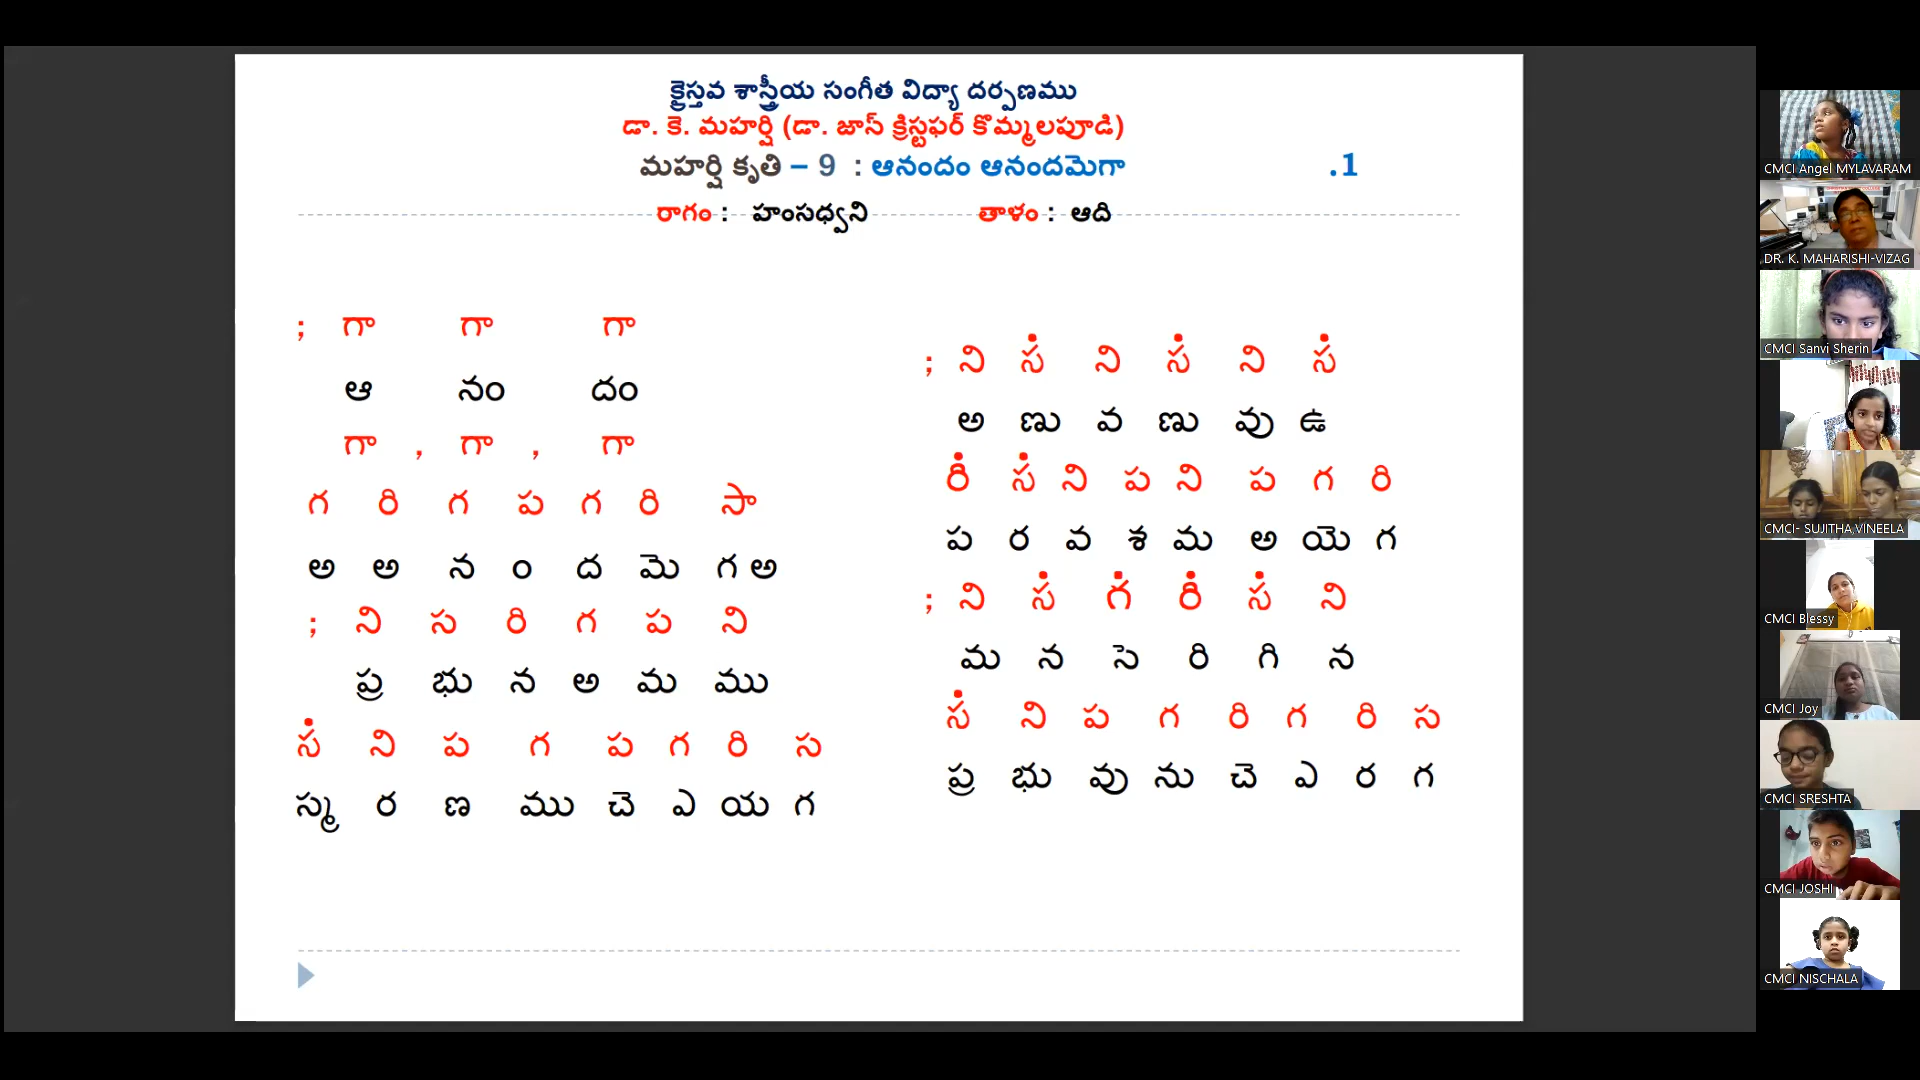 క్రైస్తవ శాస్త్రీయ సంగీత విద్యా దర్పణము
డా. కె. మహర్షి (డా. జాస్ క్రిస్టఫర్ కొమ్మలపూడి)
మహర్షి కృతి – 9 : ఆనందం ఆనందమెగా .1
రాగం : హంసధ్వని తాళం : ఆది
; గా గా గా
ఆ నం దం
గా , గా , గా
గ రి గ ప గ రి సా
అ అ న ం ద మె గ అ
; ని స రి గ ప ని
ప్ర భు న అ మ ము
స̇ ని ప గ ప గ రి స
స్మ ర ణ ము చె ఎ య గ
; ని స̇ ని స̇ ని స̇
అ ణు వ ణు వు ఉ
రి̇ స̇ ని ప ని ప గ రి
ప ర వ శ మ అ యె గ
; ని స̇ గ̇ రి̇ స̇ ని
మ న సె రి గి న
స̇ ని ప గ రి గ రి స
ప్ర భు వు ను చె ఎ ర గ
CMCI Angel MYLAVARAM
DR. K. MAHARISHI-VIZAG
CMCI Sanvi Sherin
CMCI- SUJITHA,VINEELA
CMCI Blessy
CMCI Joy
CMCI SRESHTA
CMCI JOSHI
CMCI NISCHALA